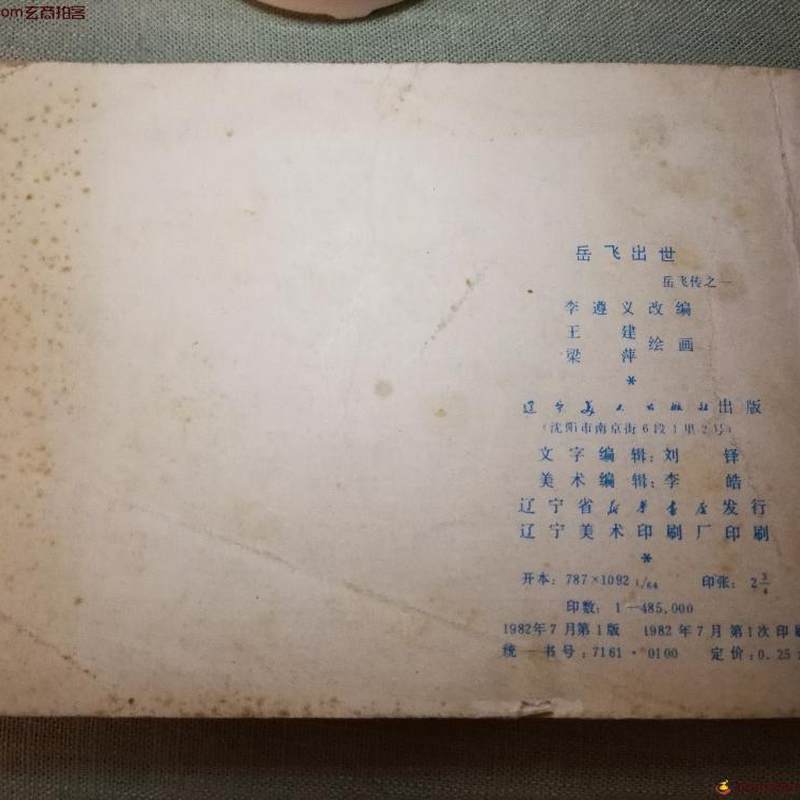 om玄商拍客
岳飞出世
岳飞传之一
李遵义改编
王建
梁萍 绘画
*
辽宁美术出版社出版
(沈阳市南京街6段1里2号)
文字编辑:刘铎
美术编辑:李皓
辽宁省新华书店发行
辽宁美术印刷厂印刷
*
开本:787×1092 1/64 印张:2 3/4
印数:1—485,000
1982年7月第1版 1982年7月第1次印刷
统一书号:7161·0100 定价:0.25